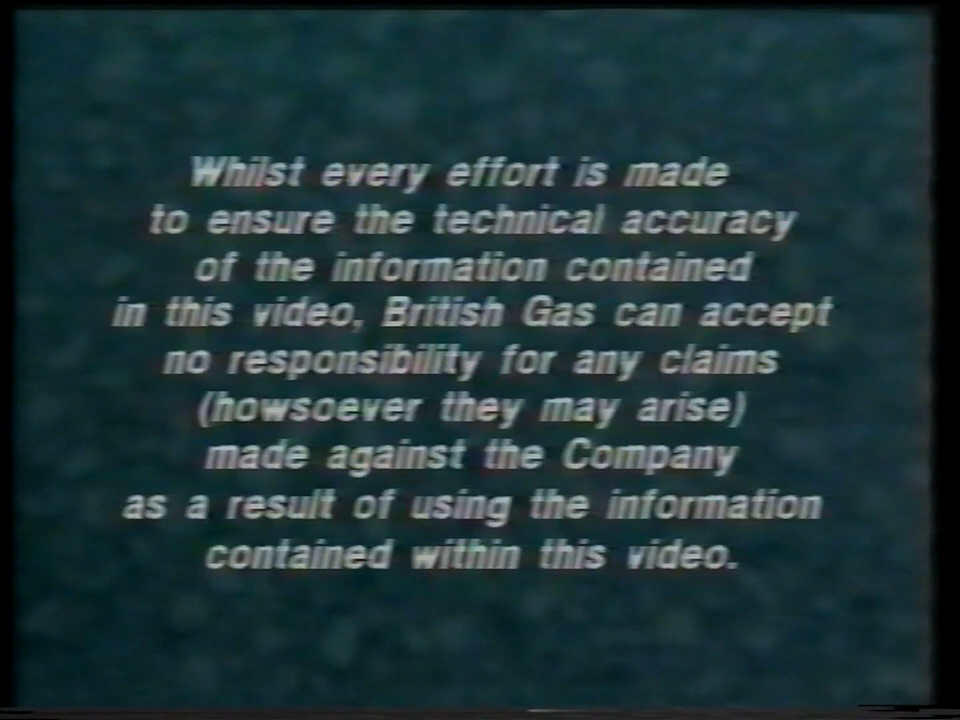 Whilst every effort is made
to ensure the technical accuracy
of the information contained
in this video, British Gas can accept
no responsibility for any claims
(howsoever they may arise)
made against the Company
as a result of using the information
contained within this video.